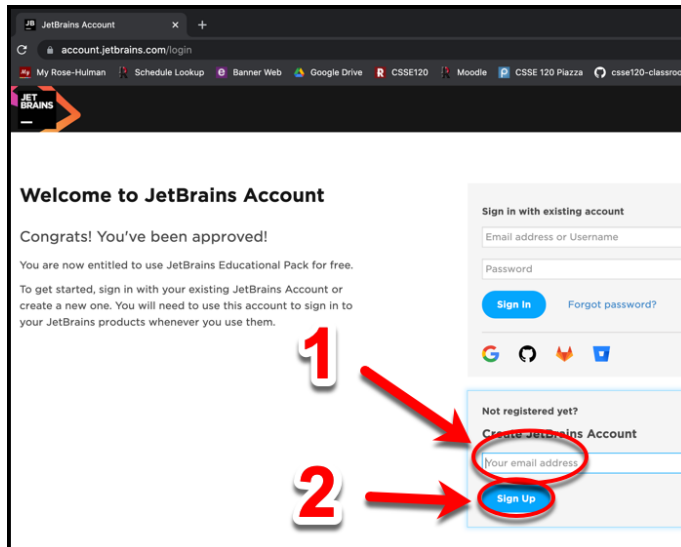 JB JetBrains Account × +
account.jetbrains.com/login
My Rose-Hulman Schedule Lookup e Banner Web Google Drive R CSSE120 Moodle P CSSE 120 Piazza csse120-classroo
JET
BRAINS
Welcome to JetBrains Account
Congrats! You've been approved!
You are now entitled to use JetBrains Educational Pack for free.
To get started, sign in with your existing JetBrains Account or
create a new one. You will need to use this account to sign in to
your JetBrains products whenever you use them.
Sign in with existing account
Email address or Username
Password
Sign In Forgot password?
1
Not registered yet?
Create JetBrains Account
Your email address
2
Sign Up